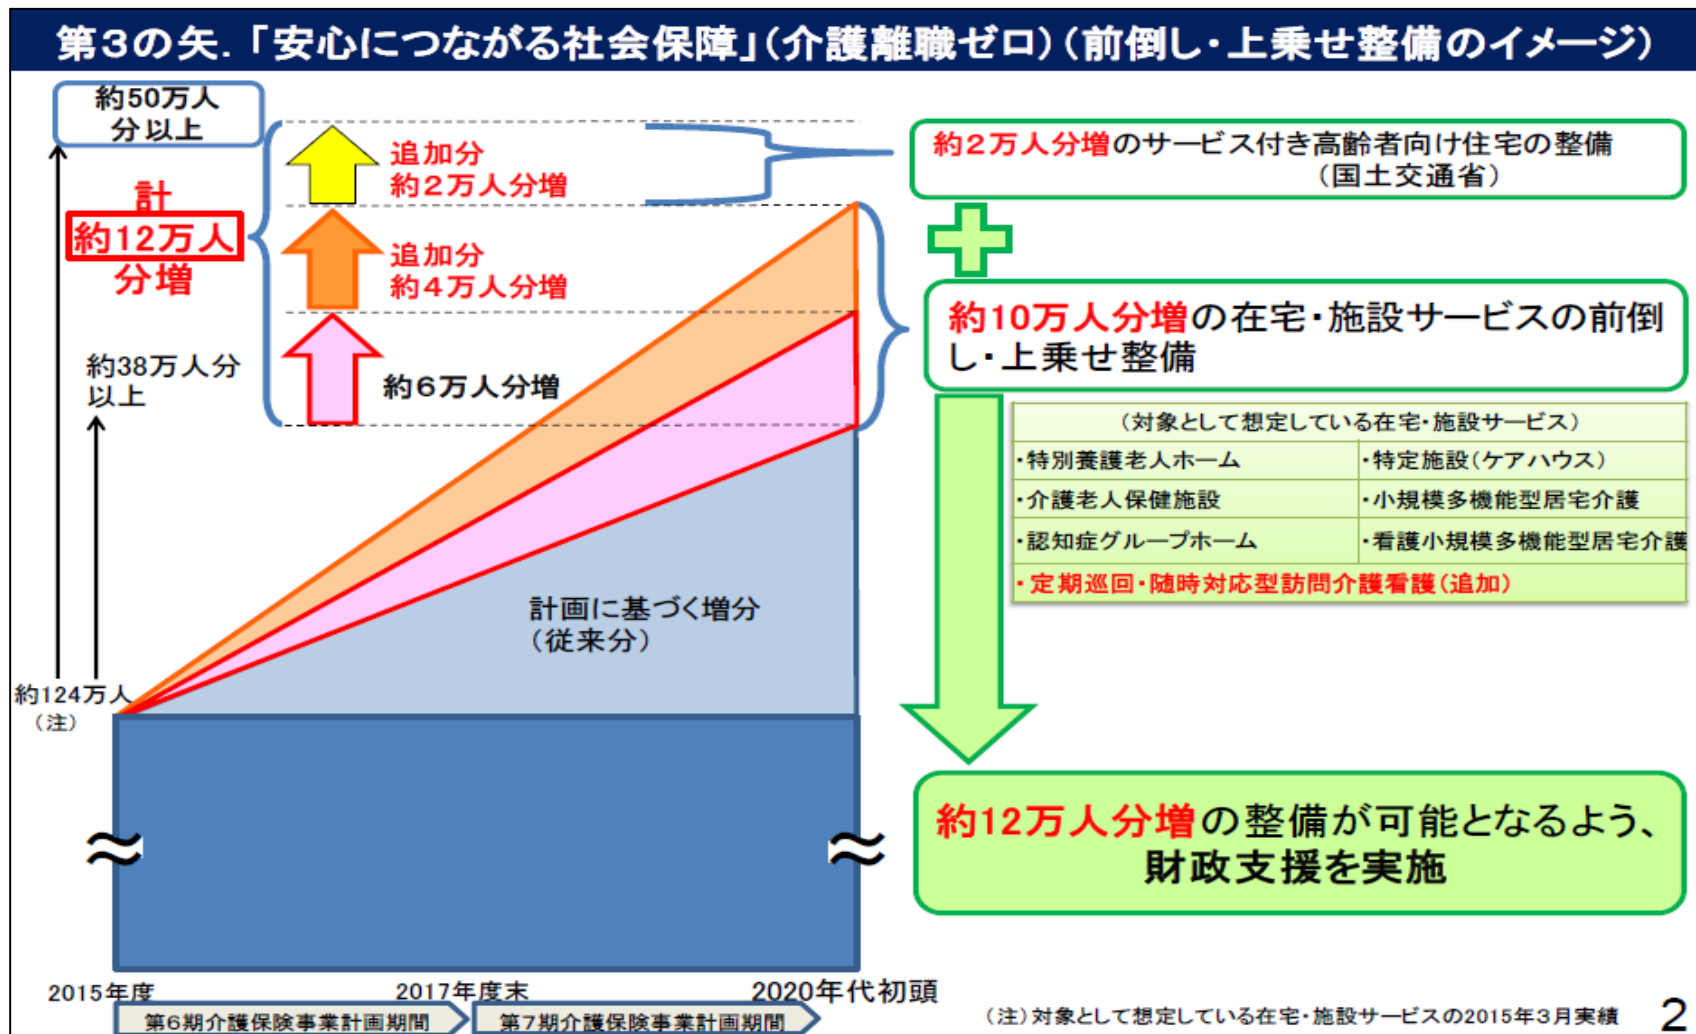 第3の矢.「安心につながる社会保障」(介護離職ゼロ)(前倒し・上乗せ整備のイメージ)
約50万人
分以上
計
約12万人
分増
約38万人分
以上
約124万人
(注)
追加分
約2万人分増
追加分
約4万人分増
約6万人分増
計画に基づく増分
(従来分)
≈
≈
2015年度
2017年度末
2020年代初頭
第6期介護保険事業計画期間
第7期介護保険事業計画期間
約2万人分増のサービス付き高齢者向け住宅の整備
(国土交通省)
約10万人分増の在宅・施設サービスの前倒
し・上乗せ整備
(対象として想定している在宅・施設サービス)
・特別養護老人ホーム
・特定施設(ケアハウス)
・介護老人保健施設
・小規模多機能型居宅介護
・認知症グループホーム
・看護小規模多機能型居宅介護
・定期巡回・随時対応型訪問介護看護(追加)
約12万人分増の整備が可能となるよう、
財政支援を実施
(注)対象として想定している在宅・施設サービスの2015年3月実績
2